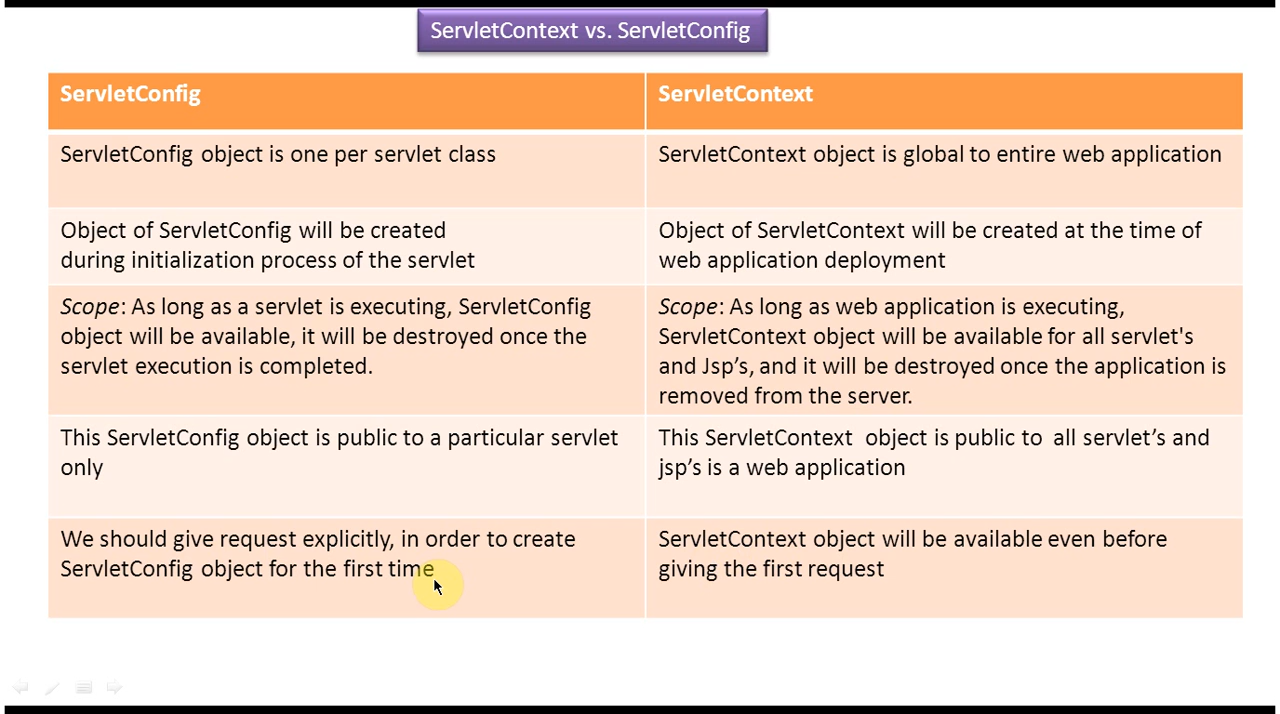 ServletContext vs. ServletConfig
ServletConfig
ServletContext
ServletConfig object is one per servlet class
ServletContext object is global to entire web application
Object of ServletConfig will be created
during initialization process of the servlet
Object of ServletContext will be created at the time of
web application deployment
Scope: As long as a servlet is executing, ServletConfig
object will be available, it will be destroyed once the
servlet execution is completed.
Scope: As long as web application is executing,
ServletContext object will be available for all servlet's
and Jsp’s, and it will be destroyed once the application is
removed from the server.
This ServletConfig object is public to a particular servlet
only
This ServletContext  object is public to  all servlet’s and
jsp’s is a web application
We should give request explicitly, in order to create
ServletConfig object for the first time
ServletContext object will be available even before
giving the first request